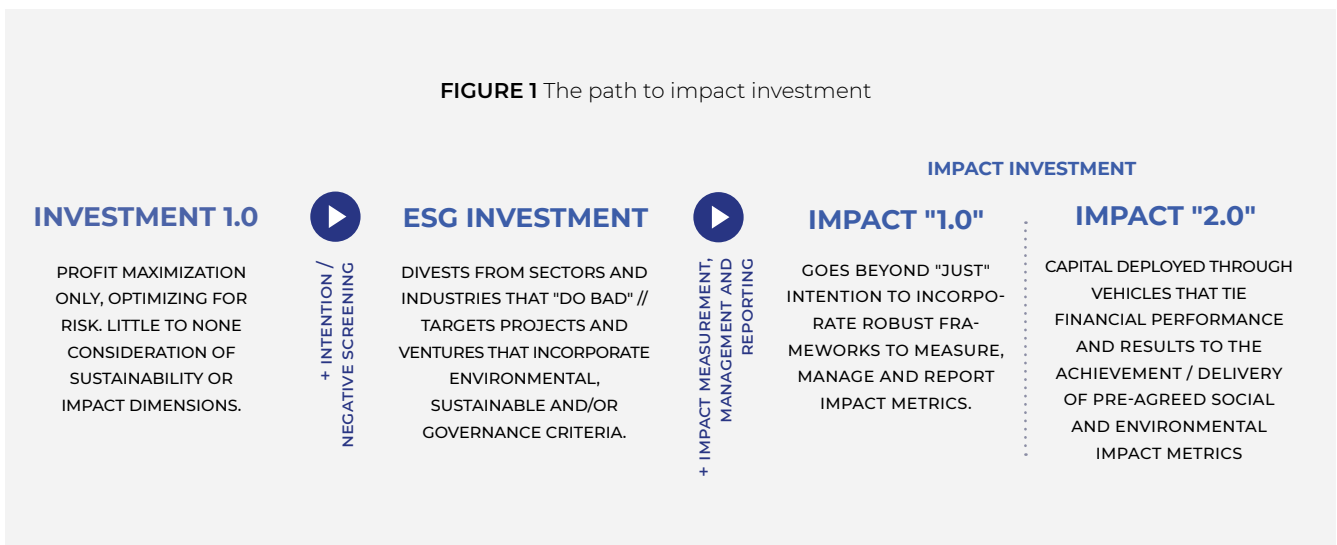 FIGURE 1 The path to impact investment
INVESTMENT 1.0
PROFIT MAXIMIZATION
ONLY, OPTIMIZING FOR
RISK. LITTLE TO NONE
CONSIDERATION OF
SUSTAINABILITY OR
IMPACT DIMENSIONS.
+ INTENTION /
NEGATIVE SCREENING
ESG INVESTMENT
DIVESTS FROM SECTORS AND
INDUSTRIES THAT "DO BAD" //
TARGETS PROJECTS AND
VENTURES THAT INCORPORATE
ENVIRONMENTAL,
SUSTAINABLE AND/OR
GOVERNANCE CRITERIA.
+ IMPACT MEASUREMENT,
MANAGEMENT AND
REPORTING
IMPACT INVESTMENT
IMPACT "1.0"
GOES BEYOND "JUST"
INTENTION TO INCORPO-
RATE ROBUST FRA-
MEWORKS TO MEASURE,
MANAGE AND REPORT
IMPACT METRICS.
IMPACT "2.0"
CAPITAL DEPLOYED THROUGH
VEHICLES THAT TIE
FINANCIAL PERFORMANCE
AND RESULTS TO THE
ACHIEVEMENT / DELIVERY
OF PRE-AGREED SOCIAL
AND ENVIRONMENTAL
IMPACT METRICS